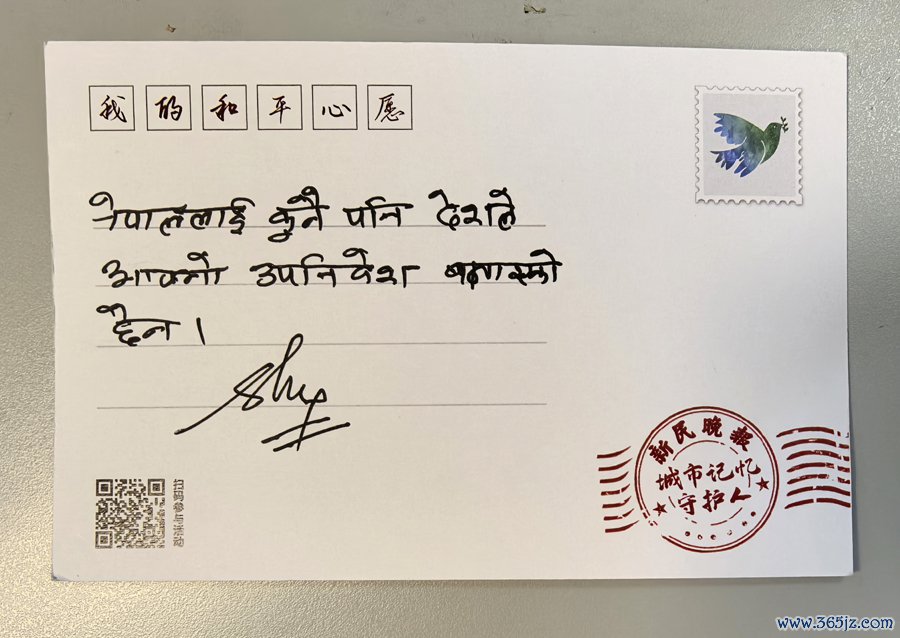 我的和平心愿
नेपाललाई कुनै पनि देशले
आफ्नो उपनिवेश बनाएको
छैन ।
扫码参与活动
新民晚报
城市记忆
守护人
www.365jz.com